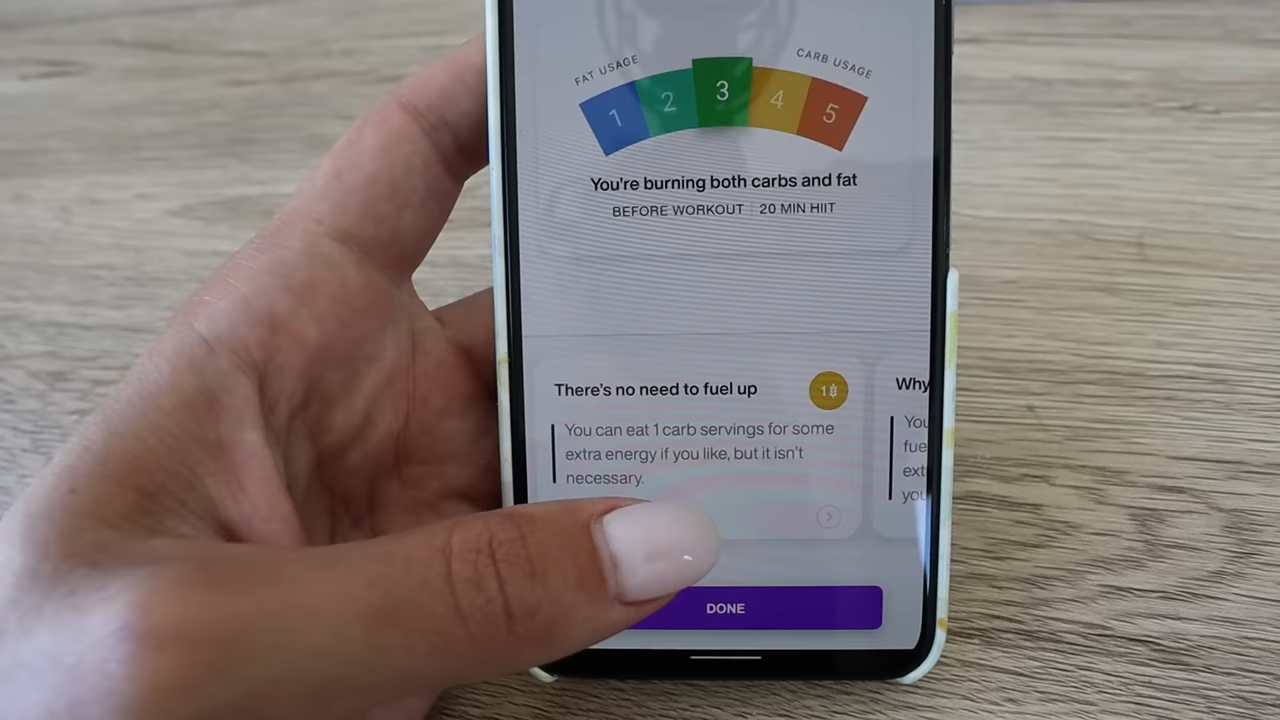 FAT USAGE
CARB USAGE
1
2
3
4
5
You're burning both carbs and fat
BEFORE WORKOUT
20 MIN HIIT
There's no need to fuel up
1
You can eat 1 carb servings for some
extra energy if you like, but it isn't
necessary.
Why
You
fue
ext
you
DONE